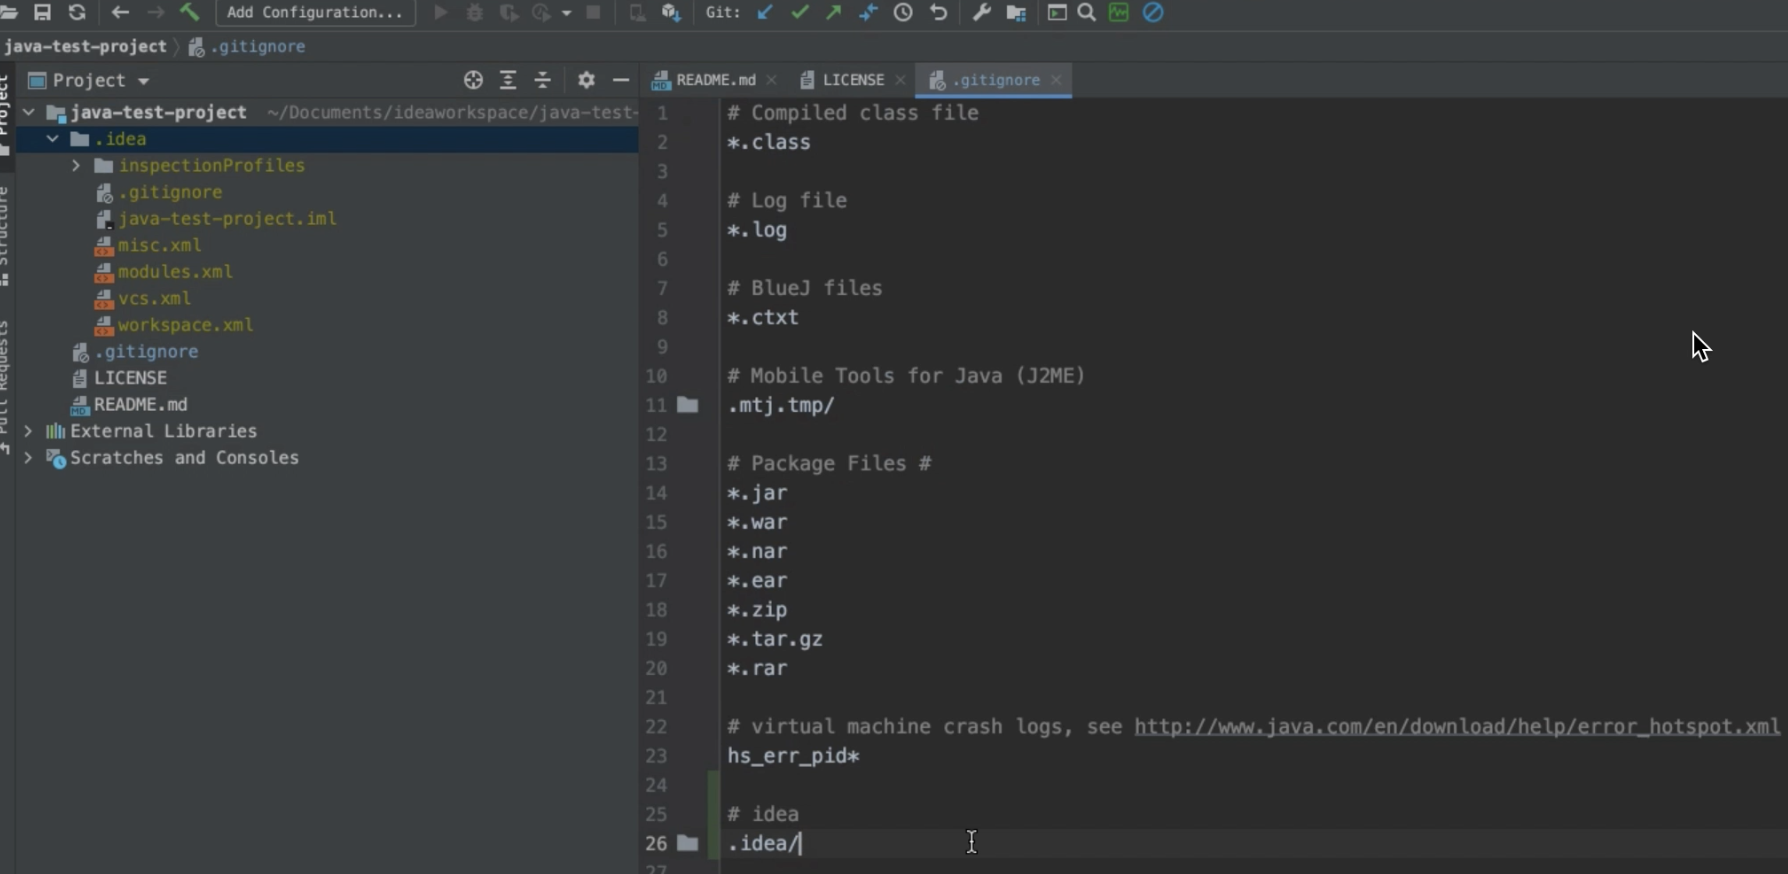 Add Configuration...
Git:
java-test-project
.gitignore
Project
README.md
LICENSE
.gitignore
Project
Structure
Pull Requests
java-test-project ~/Documents/ideaworkspace/java-test-
.idea
inspectionProfiles
.gitignore
java-test-project.iml
misc.xml
modules.xml
vcs.xml
workspace.xml
.gitignore
LICENSE
README.md
External Libraries
Scratches and Consoles
1 # Compiled class file
2 *.class
3
4 # Log file
5 *.log
6
7 # BlueJ files
8 *.ctxt
9
10 # Mobile Tools for Java (J2ME)
11 .mtj.tmp/
12
13 # Package Files #
14 *.jar
15 *.war
16 *.nar
17 *.ear
18 *.zip
19 *.tar.gz
20 *.rar
21
22 # virtual machine crash logs, see http://www.java.com/en/download/help/error_hotspot.xml
23 hs_err_pid*
24
25 # idea
26 .idea/
27